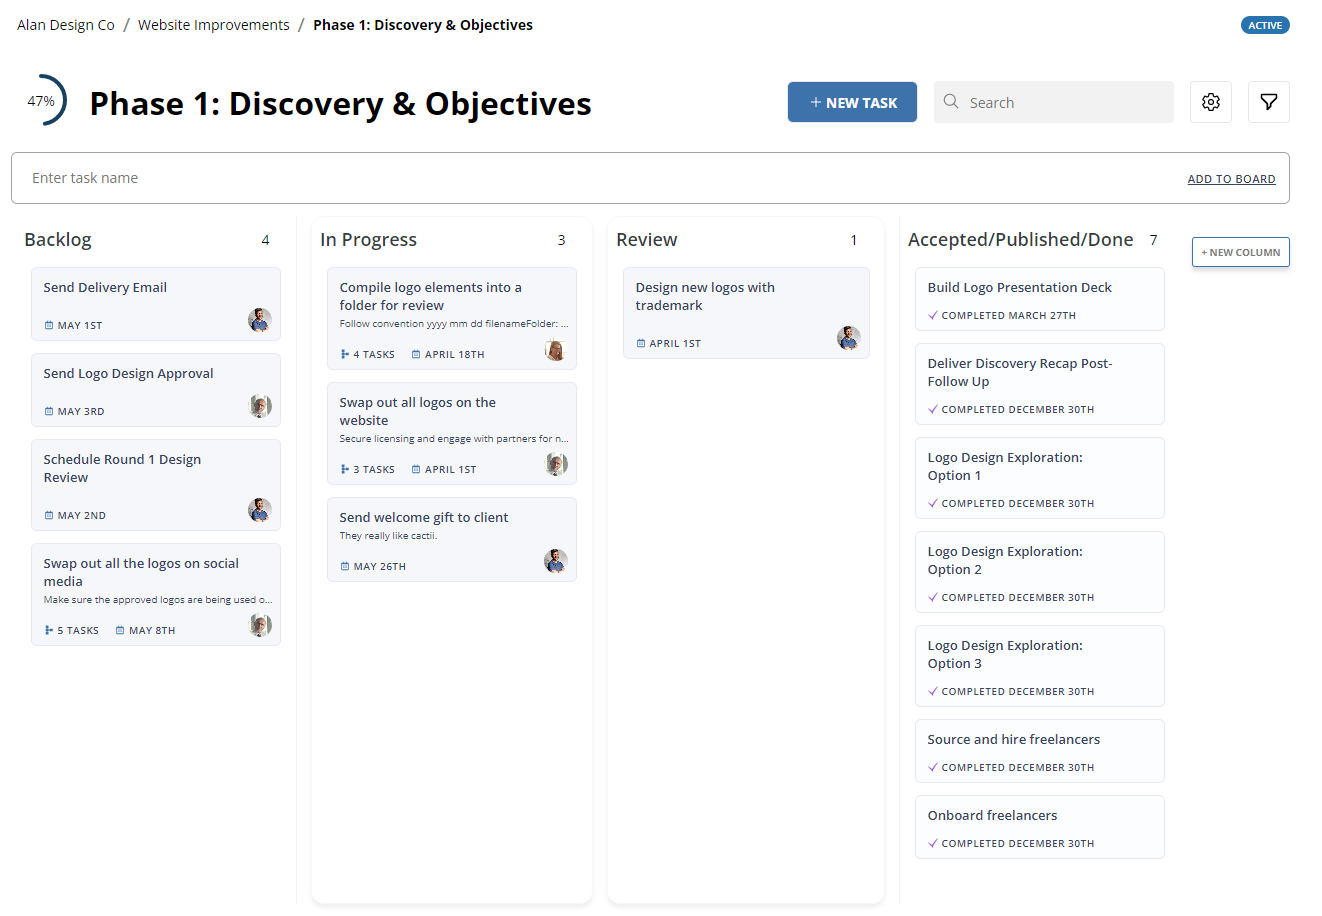 Alan Design Co / Website Improvements / Phase 1: Discovery & Objectives
ACTIVE
47%
Phase 1: Discovery & Objectives
+ NEW TASK
Search
Enter task name
ADD TO BOARD
Backlog 4
Send Delivery Email
MAY 1ST
Send Logo Design Approval
MAY 3RD
Schedule Round 1 Design
Review
MAY 2ND
Swap out all the logos on social
media
Make sure the approved logos are being used o...
5 TASKS MAY 8TH
In Progress 3
Compile logo elements into a
folder for review
Follow convention yyyy mm dd filenameFolder: ...
4 TASKS APRIL 18TH
Swap out all logos on the
website
Secure licensing and engage with partners for n...
3 TASKS APRIL 1ST
Send welcome gift to client
They really like cactii.
MAY 26TH
Review 1
Design new logos with
trademark
APRIL 1ST
Accepted/Published/Done 7
Build Logo Presentation Deck
COMPLETED MARCH 27TH
Deliver Discovery Recap Post-
Follow Up
COMPLETED DECEMBER 30TH
Logo Design Exploration:
Option 1
COMPLETED DECEMBER 30TH
Logo Design Exploration:
Option 2
COMPLETED DECEMBER 30TH
Logo Design Exploration:
Option 3
COMPLETED DECEMBER 30TH
Source and hire freelancers
COMPLETED DECEMBER 30TH
Onboard freelancers
COMPLETED DECEMBER 30TH
+ NEW COLUMN